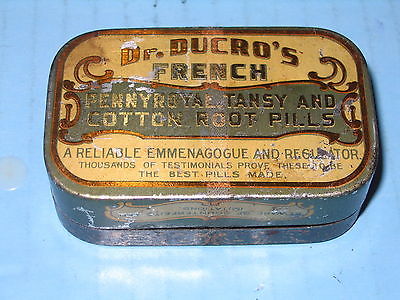 Dr. DUCRO'S
FRENCH
PENNYROYAL, TANSY AND
COTTON ROOT PILLS
A RELIABLE EMMENAGOGUE AND REGULATOR.
THOUSANDS OF TESTIMONIALS PROVE THESE TO BE
THE BEST PILLS MADE.